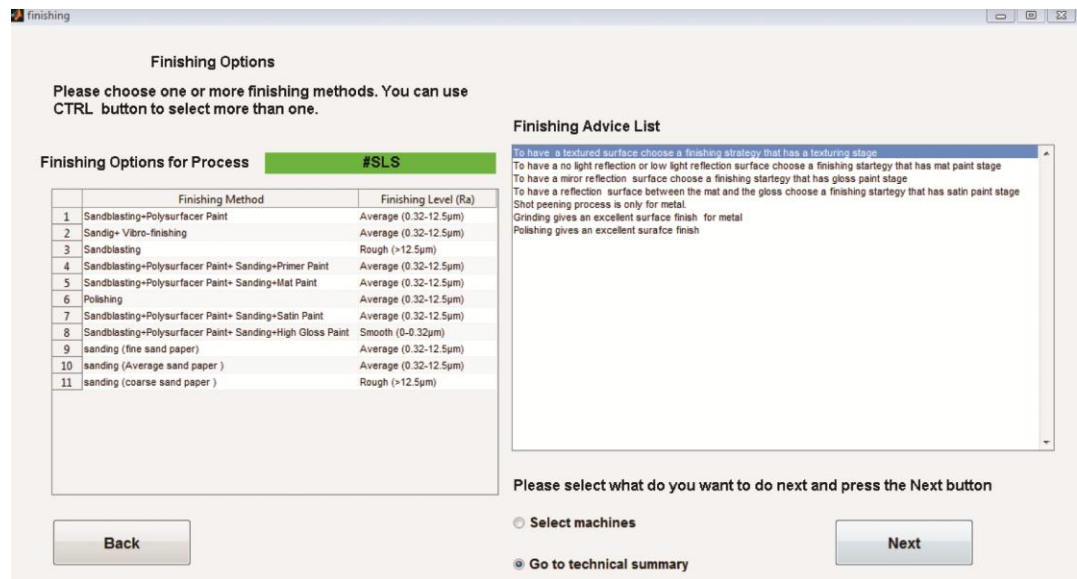 finishing
Finishing Options
Please choose one or more finishing methods. You can use
CTRL button to select more than one.
Finishing Options for Process #SLS
Finishing Method Finishing Level (Ra)
1 Sandblasting+Polysurfacer Paint Average (0.32-12.5µm)
2 Sandig+ Vibro-finishing Average (0.32-12.5µm)
3 Sandblasting Rough (>12.5µm)
4 Sandblasting+Polysurfacer Paint+ Sanding+Primer Paint Average (0.32-12.5µm)
5 Sandblasting+Polysurfacer Paint+ Sanding+Mat Paint Average (0.32-12.5µm)
6 Polishing Average (0.32-12.5µm)
7 Sandblasting+Polysurfacer Paint+ Sanding+Satin Paint Average (0.32-12.5µm)
8 Sandblasting+Polysurfacer Paint+ Sanding+High Gloss Paint Smooth (0-0.32µm)
9 sanding (fine sand paper) Average (0.32-12.5µm)
10 sanding (Average sand paper ) Average (0.32-12.5µm)
11 sanding (coarse sand paper ) Rough (>12.5µm)
Back
Finishing Advice List
To have a textured surface choose a finishing strategy that has a texturing stage
To have a no light reflection or low light reflection surface choose a finishing startegy that has mat paint stage
To have a miror reflection surface choose a finishing startegy that has gloss paint stage
To have a reflection surface between the mat and the gloss choose a finishing startegy that has satin paint stage
Shot peening process is only for metal.
Grinding gives an excellent surface finish for metal
Polishing gives an excellent surafce finish
Please select what do you want to do next and press the Next button
Select machines
Go to technical summary
Next